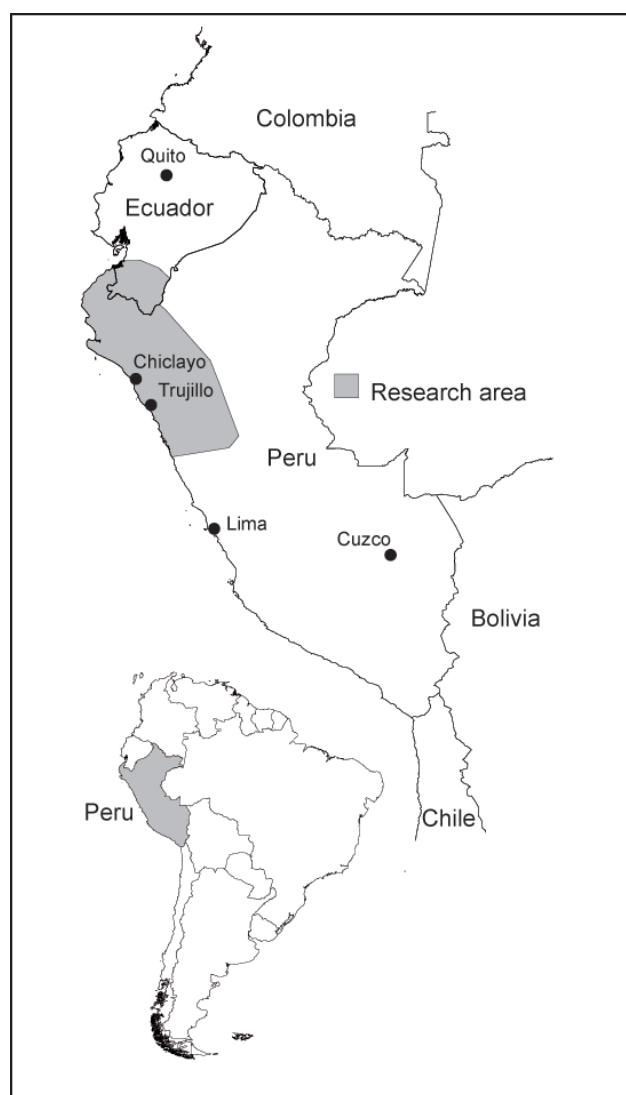 Colombia
Quito
Ecuador
Chiclayo
Trujillo
Research area
Peru
Lima
Cuzco
Bolivia
Peru
Chile